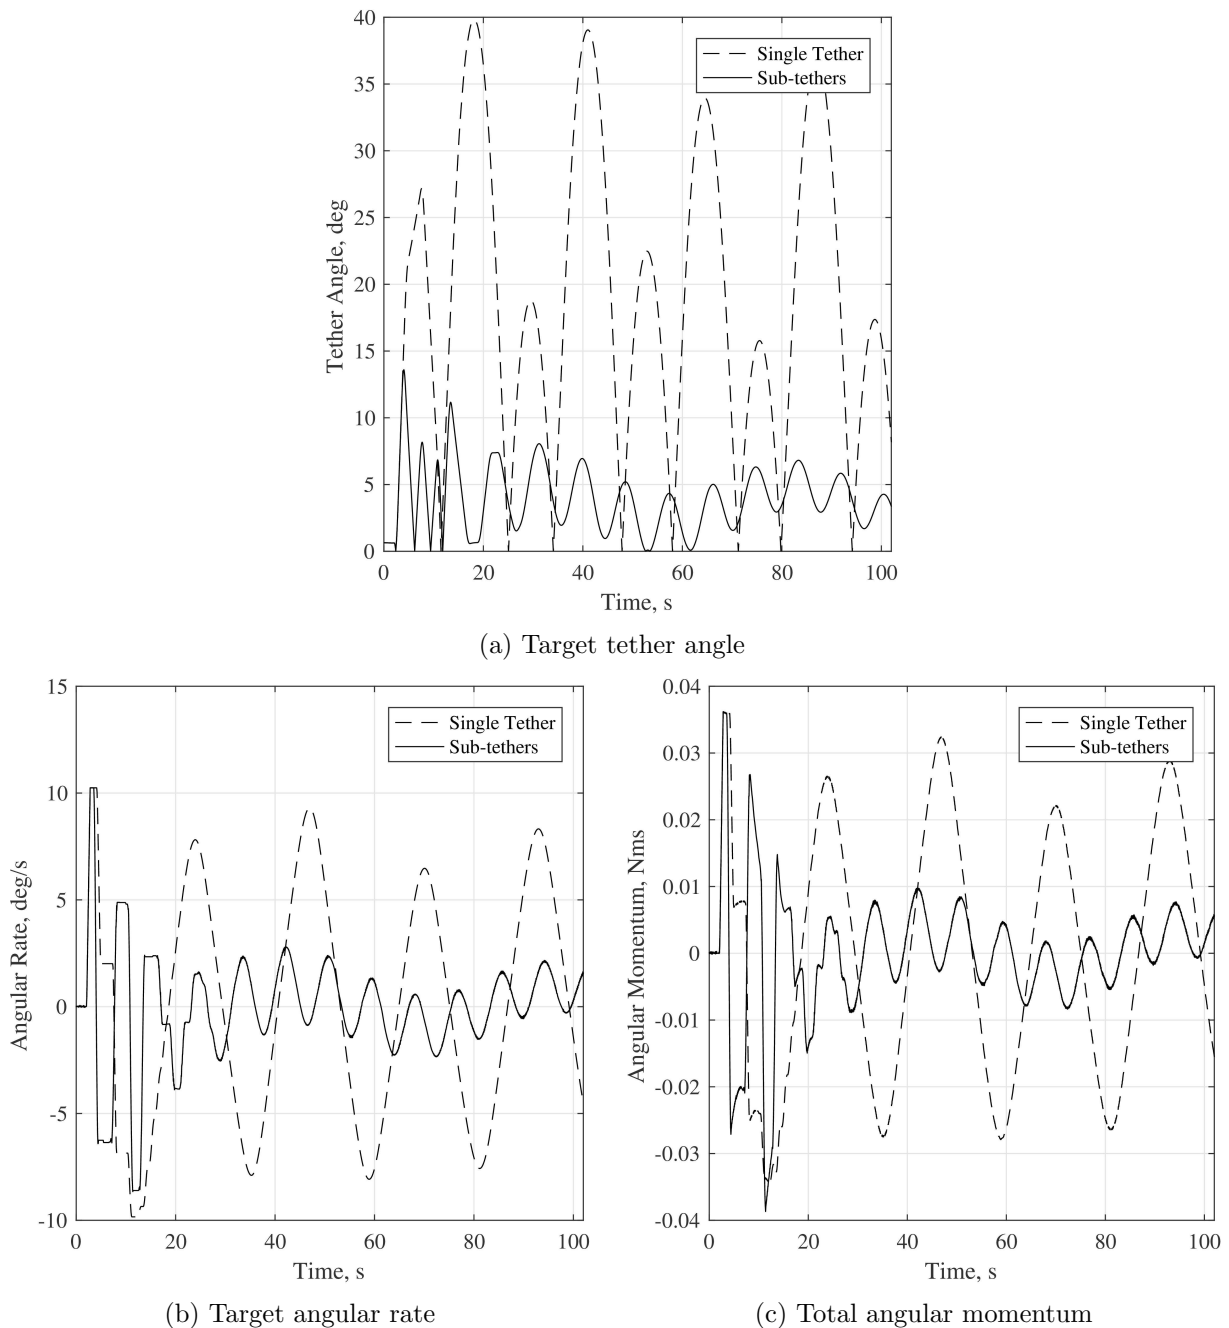 40
35
30
25
20
15
10
5
0
Tether Angle, deg
Single Tether
Sub-tethers
0 20 40 60 80 100
Time, s
(a) Target tether angle
15
10
5
0
-5
-10
Angular Rate, deg/s
Single Tether
Sub-tethers
0 20 40 60 80 100
Time, s
(b) Target angular rate
0.04
0.03
0.02
0.01
0
-0.01
-0.02
-0.03
-0.04
Angular Momentum, Nms
Single Tether
Sub-tethers
0 20 40 60 80 100
Time, s
(c) Total angular momentum